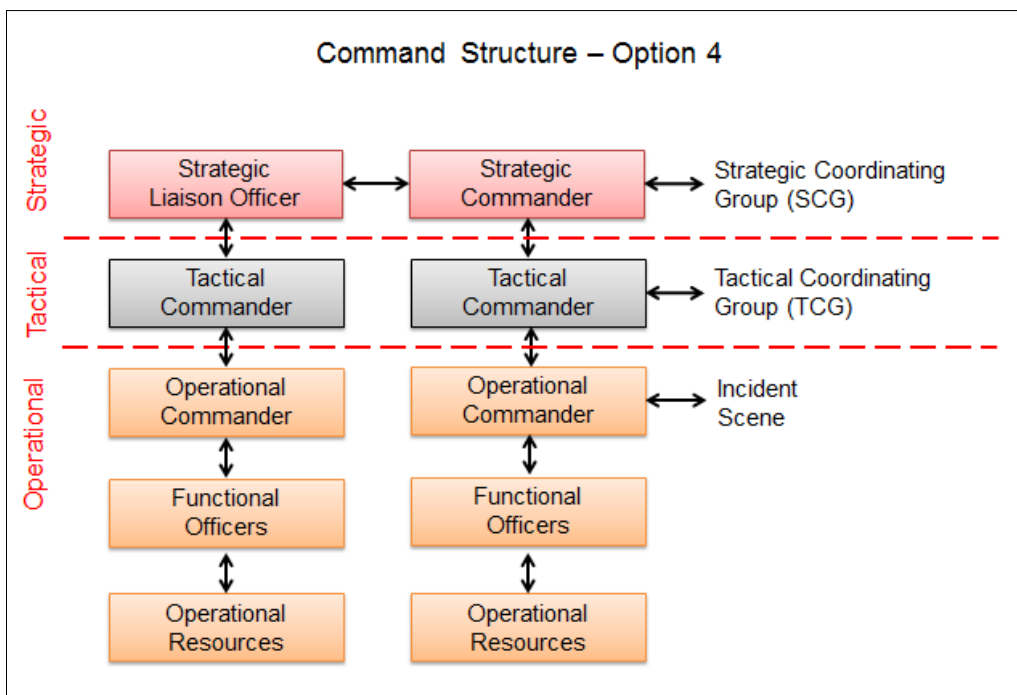 Command Structure – Option 4
Strategic
Strategic
Liaison Officer
Strategic
Commander
Strategic Coordinating
Group (SCG)
Tactical
Tactical
Commander
Tactical
Commander
Tactical Coordinating
Group (TCG)
Operational
Operational
Commander
Operational
Commander
Incident
Scene
Functional
Officers
Functional
Officers
Operational
Resources
Operational
Resources